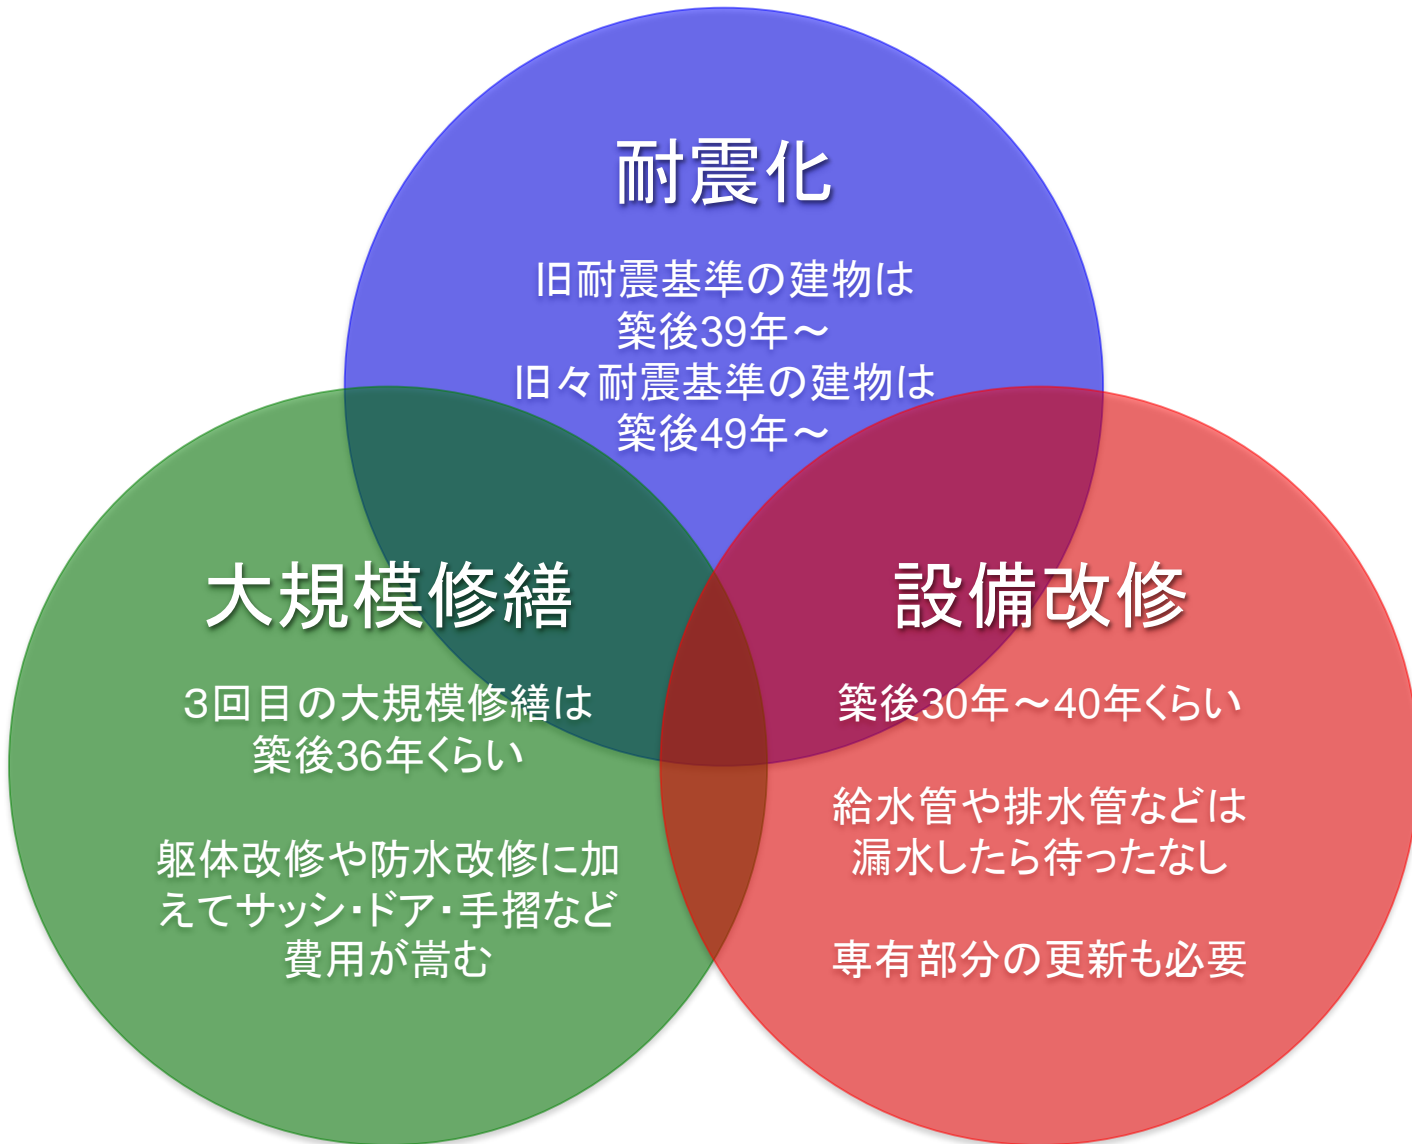 耐震化
旧耐震基準の建物は
築後39年～
旧々耐震基準の建物は
築後49年～
大規模修繕
３回目の大規模修繕は
築後36年くらい
躯体改修や防水改修に加
えてサッシ・ドア・手摺など
費用が嵩む
設備改修
築後30年～40年くらい
給水管や排水管などは
漏水したら待ったなし
専有部分の更新も必要